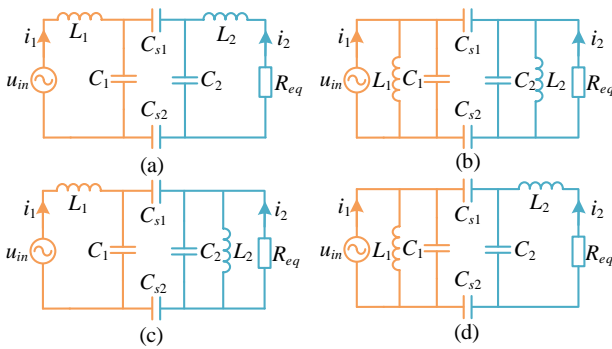 i1 L1 Cs1 L2 i2
uin C1 C2 Req
Cs2
(a)
i1 Cs1 i2
uin L1 C1 C2 L2 Req
Cs2
(b)
i1 L1 Cs1 i2
uin C1 C2 L2 Req
Cs2
(c)
i1 Cs1 L2 i2
uin L1 C1 C2 Req
Cs2
(d)